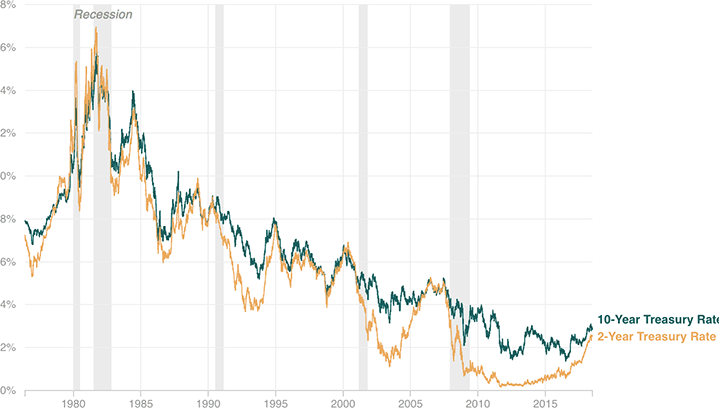 8%
Recession
6%
4%
2%
0%
8%
6%
4%
10-Year Treasury Rate
2-Year Treasury Rate
2%
0%
1980 1985 1990 1995 2000 2005 2010 2015